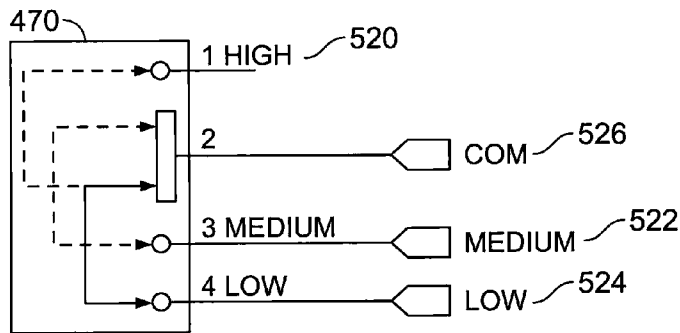 470
1 HIGH 520
2 COM 526
3 MEDIUM MEDIUM 522
4 LOW LOW 524